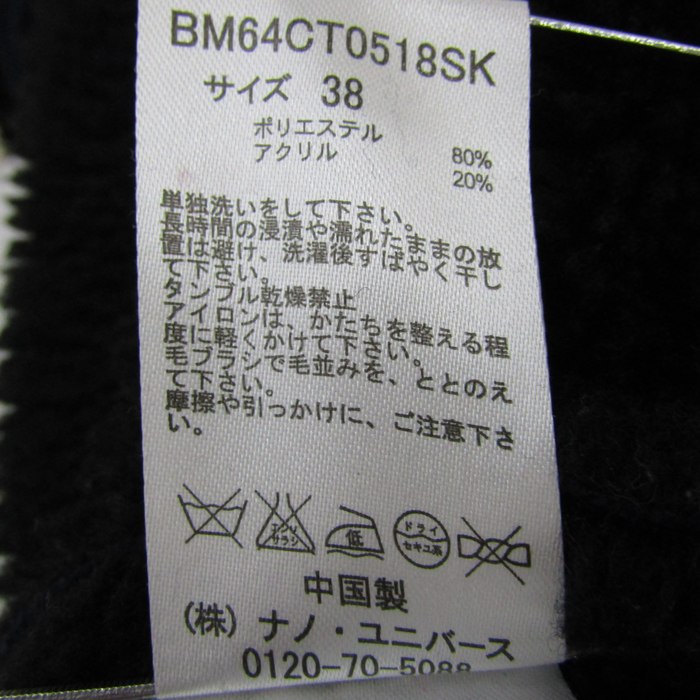 BM64CT0518SK
サイズ 38
ポリエステル 80%
アクリル 20%
単独洗いをして下さい。
長時間の浸漬や濡れたままの放
置は避け、洗濯後すばやく干し
て下さい。
タンブル乾燥禁止
アイロンは、かたちを整える程
度に軽くかけて下さい。
毛ブラシで毛並みを、ととのえ
て下さい。
摩擦や引っかけに、ご注意下さ
い。
エンソ サラシ 低 ドライ セキユ系
中国製
(株) ナノ・ユニバース
0120-70-5088